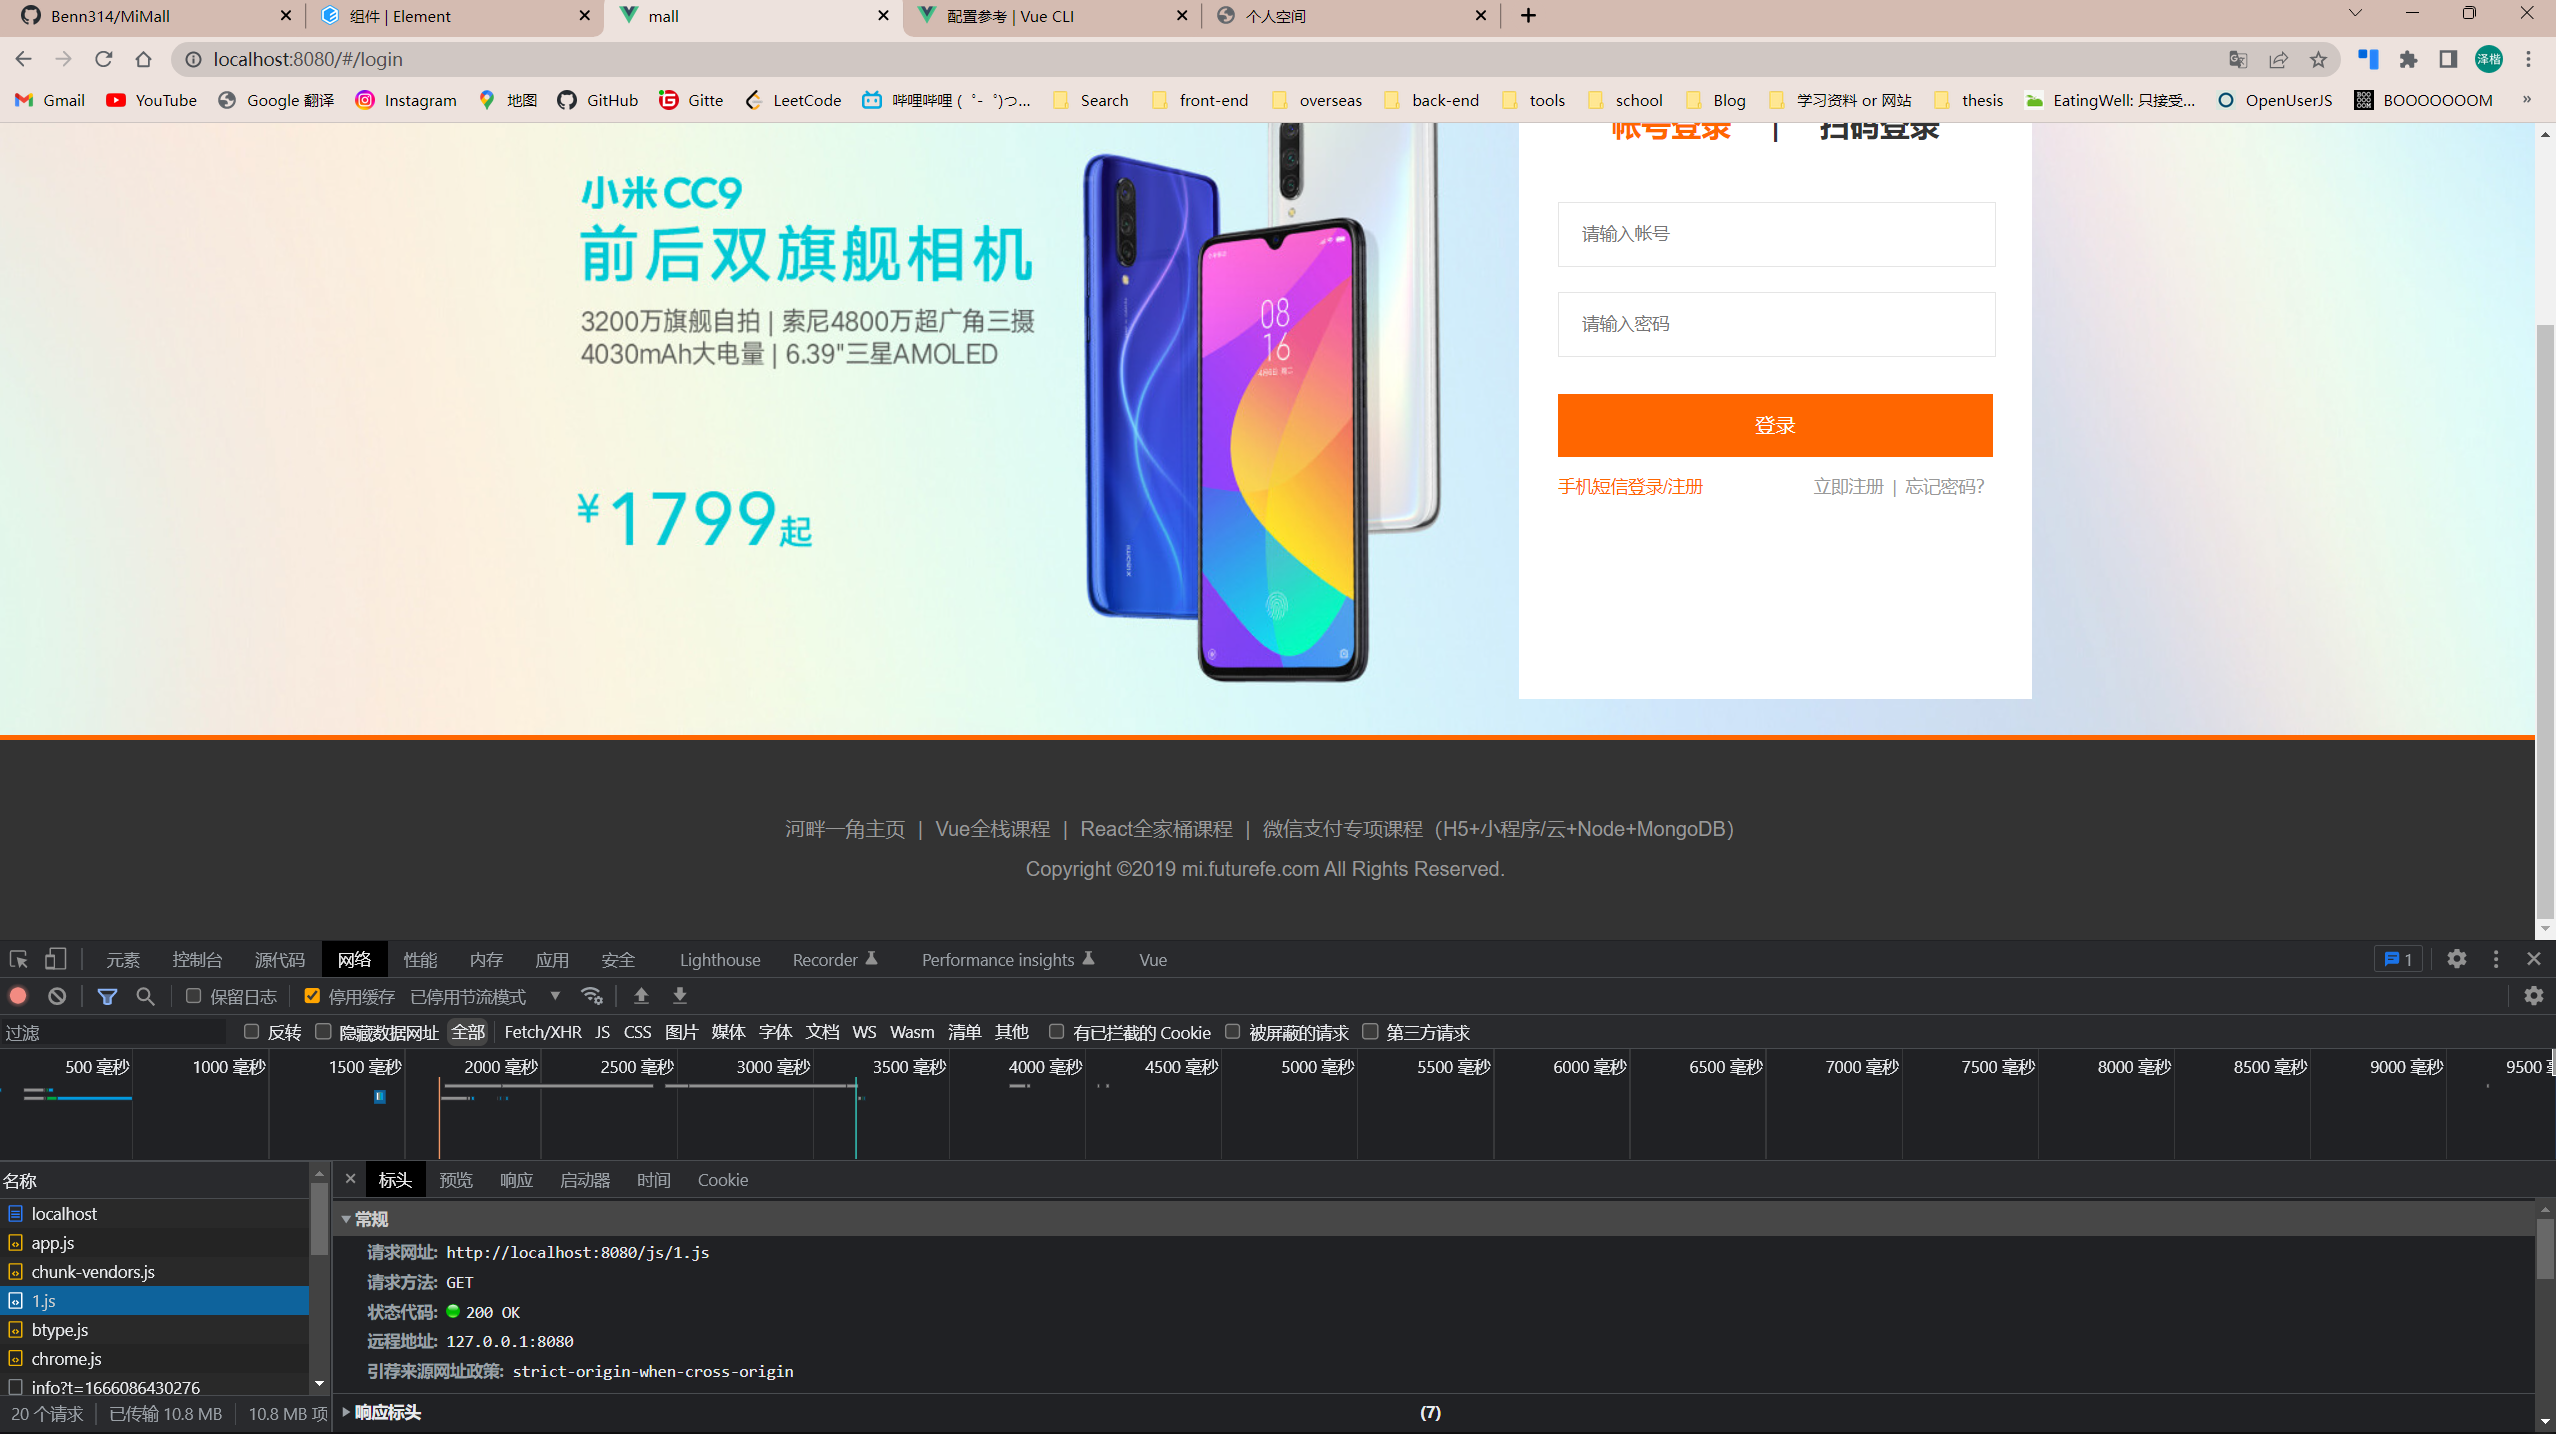 Benn314/MiMall
组件 | Element
mall
配置参考 | Vue CLI
个人空间
localhost:8080/#/login
泽楷
Gmail
YouTube
Google 翻译
Instagram
地图
GitHub
Gitte
LeetCode
哔哩哔哩 ( ゜- ゜)つ...
Search
front-end
overseas
back-end
tools
school
Blog
学习资料 or 网站
thesis
EatingWell: 只接受...
OpenUserJS
BOOOOOOOM
»
帐号登录 | 扫码登录
小米CC9
前后双旗舰相机
3200万旗舰自拍 | 索尼4800万超广角三摄
4030mAh大电量 | 6.39"三星AMOLED
¥1799起
08
16
请输入帐号
请输入密码
登录
手机短信登录/注册
立即注册 | 忘记密码?
河畔一角主页 | Vue全栈课程 | React全家桶课程 | 微信支付专项课程（H5+小程序/云+Node+MongoDB）
Copyright ©2019 mi.futurefe.com All Rights Reserved.
元素 控制台 源代码 网络 性能 内存 应用 安全 Lighthouse Recorder Performance insights Vue
1
保留日志 停用缓存 已停用节流模式
过滤 反转 隐藏数据网址 全部 Fetch/XHR JS CSS 图片 媒体 字体 文档 WS Wasm 清单 其他 有已拦截的 Cookie 被屏蔽的请求 第三方请求
500 毫秒 1000 毫秒 1500 毫秒 2000 毫秒 2500 毫秒 3000 毫秒 3500 毫秒 4000 毫秒 4500 毫秒 5000 毫秒 5500 毫秒 6000 毫秒 6500 毫秒 7000 毫秒 7500 毫秒 8000 毫秒 8500 毫秒 9000 毫秒 9500
名称
localhost
app.js
chunk-vendors.js
1.js
btype.js
chrome.js
info?t=1666086430276
20 个请求 已传输 10.8 MB 10.8 MB 项
标头 预览 响应 启动器 时间 Cookie
常规
请求网址: http://localhost:8080/js/1.js
请求方法: GET
状态代码: 200 OK
远程地址: 127.0.0.1:8080
引荐来源网址政策: strict-origin-when-cross-origin
响应标头 (7)